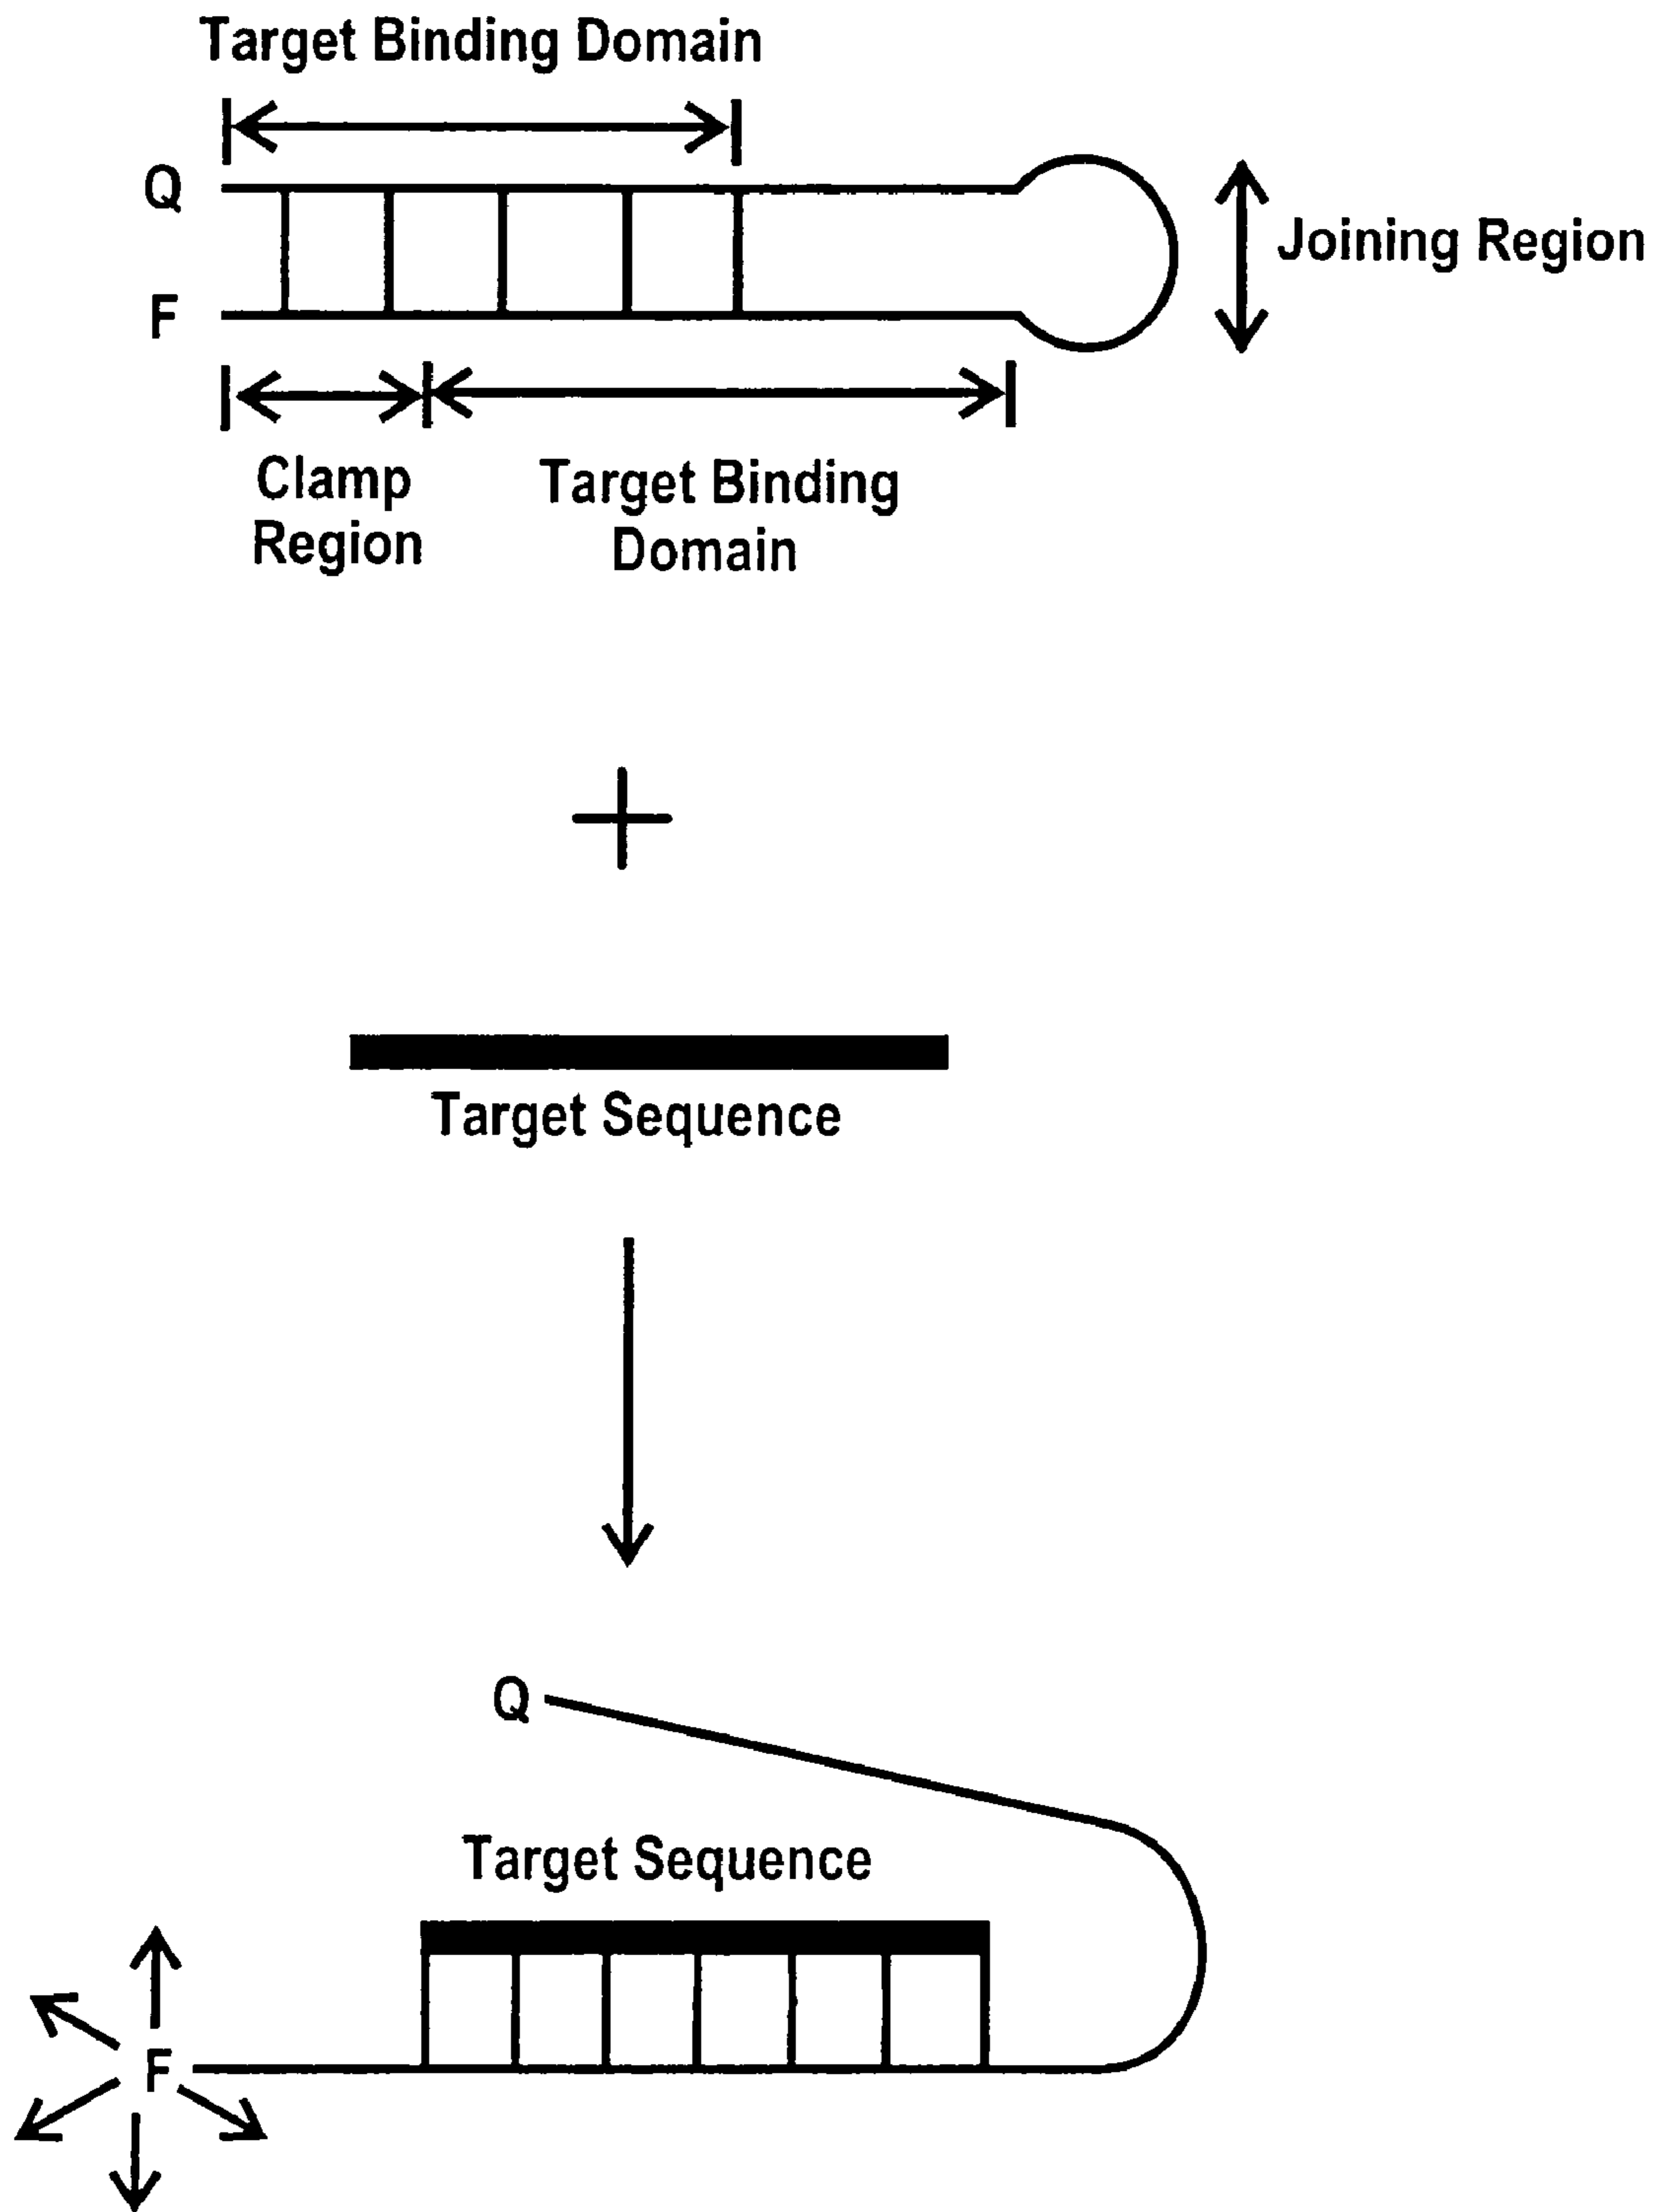 Target Binding Domain
Q
Joining Region
F
Clamp
Region
Target Binding
Domain
Target Sequence
Q
Target Sequence
F